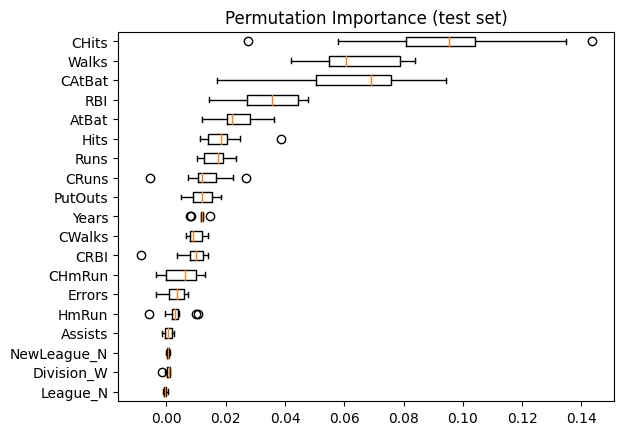 Permutation Importance (test set)
CHits
Walks
CAtBat
RBI
AtBat
Hits
Runs
CRuns
PutOuts
Years
CWalks
CRBI
CHmRun
Errors
HmRun
Assists
NewLeague_N
Division_W
League_N
0.00 0.02 0.04 0.06 0.08 0.10 0.12 0.14